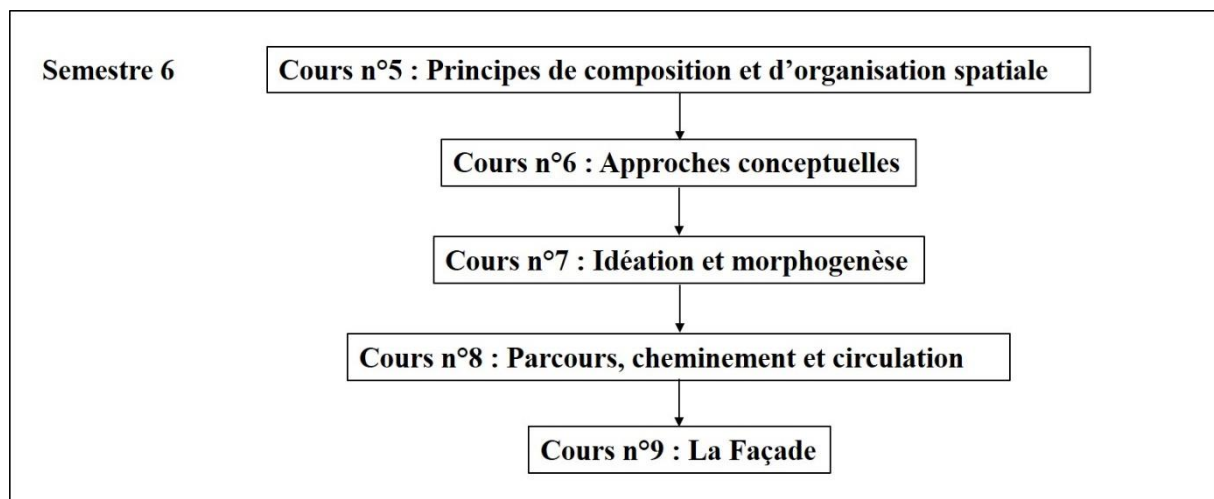 Semestre 6
Cours n°5 : Principes de composition et d’organisation spatiale
Cours n°6 : Approches conceptuelles
Cours n°7 : Idéation et morphogenèse
Cours n°8 : Parcours, cheminement et circulation
Cours n°9 : La Façade